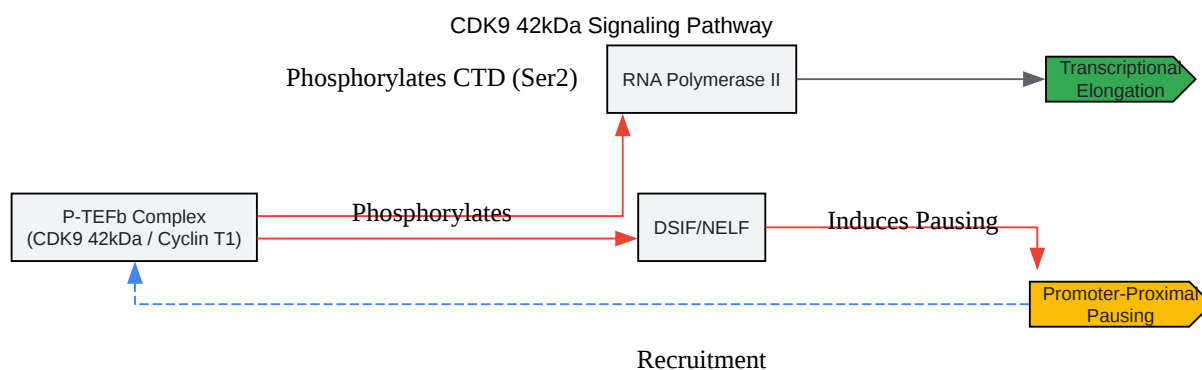 CDK9 42kDa Signaling Pathway
Phosphorylates CTD (Ser2)
RNA Polymerase II
Transcriptional
Elongation
P-TEFb Complex
(CDK9 42kDa / Cyclin T1)
Phosphorylates
DSIF/NELF
Induces Pausing
Promoter-Proximal
Pausing
Recruitment